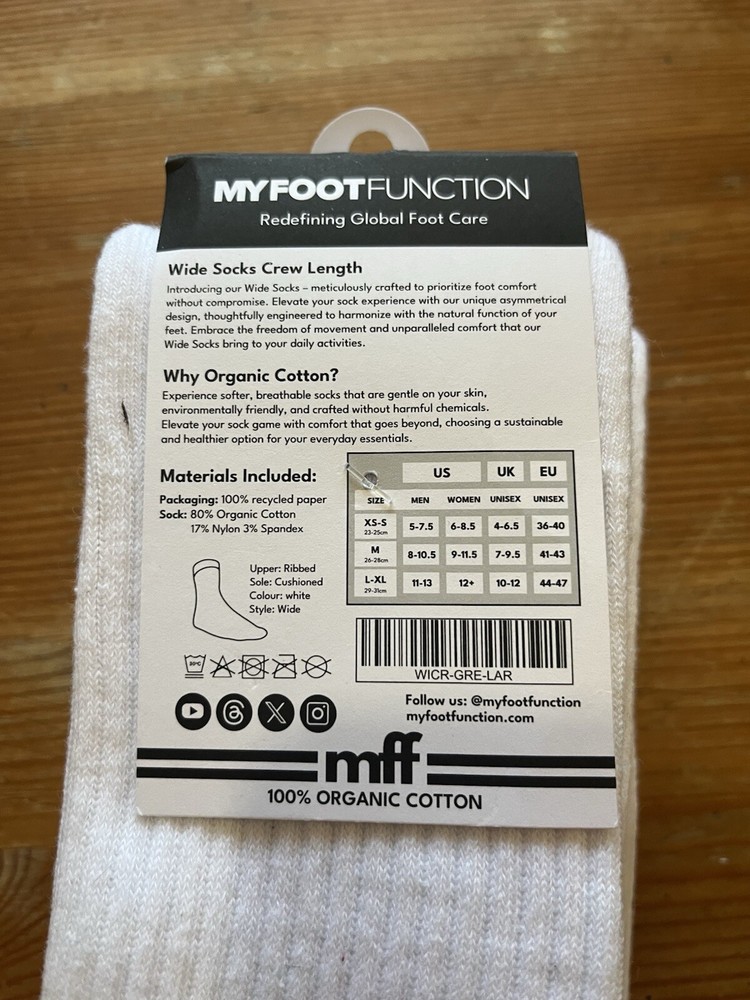 MYFOOTFUNCTION
Redefining Global Foot Care
Wide Socks Crew Length
Introducing our Wide Socks – meticulously crafted to prioritize foot comfort
without compromise. Elevate your sock experience with our unique asymmetrical
design, thoughtfully engineered to harmonize with the natural function of your
feet. Embrace the freedom of movement and unparalleled comfort that our
Wide Socks bring to your daily activities.
Why Organic Cotton?
Experience softer, breathable socks that are gentle on your skin,
environmentally friendly, and crafted without harmful chemicals.
Elevate your sock game with comfort that goes beyond, choosing a sustainable
and healthier option for your everyday essentials.
Materials Included:
Packaging: 100% recycled paper
Sock: 80% Organic Cotton
17% Nylon 3% Spandex
Upper: Ribbed
Sole: Cushioned
Colour: white
Style: Wide
US UK EU
SIZE MEN WOMEN UNISEX UNISEX
XS-S 5-7.5 6-8.5 4-6.5 36-40
23-25cm
M 8-10.5 9-11.5 7-9.5 41-43
26-28cm
L-XL 11-13 12+ 10-12 44-47
29-31cm
WICR-GRE-LAR
30°C
Follow us: @myfootfunction
myfootfunction.com
mff
100% ORGANIC COTTON